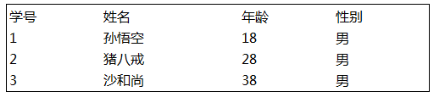 学号 姓名 年龄 性别
1 孙悟空 18 男
2 猪八戒 28 男
3 沙和尚 38 男